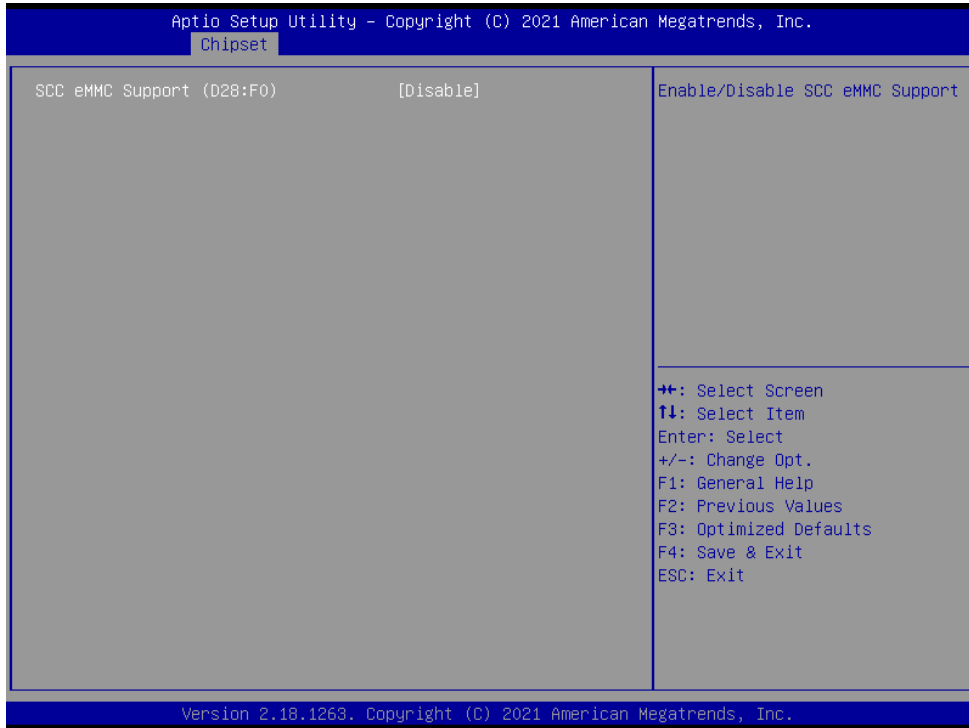 Aptio Setup Utility – Copyright (C) 2021 American Megatrends, Inc.
Chipset
SCC eMMC Support (D28:F0) [Disable]
Enable/Disable SCC eMMC Support
→←: Select Screen
↑↓: Select Item
Enter: Select
+/-: Change Opt.
F1: General Help
F2: Previous Values
F3: Optimized Defaults
F4: Save & Exit
ESC: Exit
Version 2.18.1263. Copyright (C) 2021 American Megatrends, Inc.